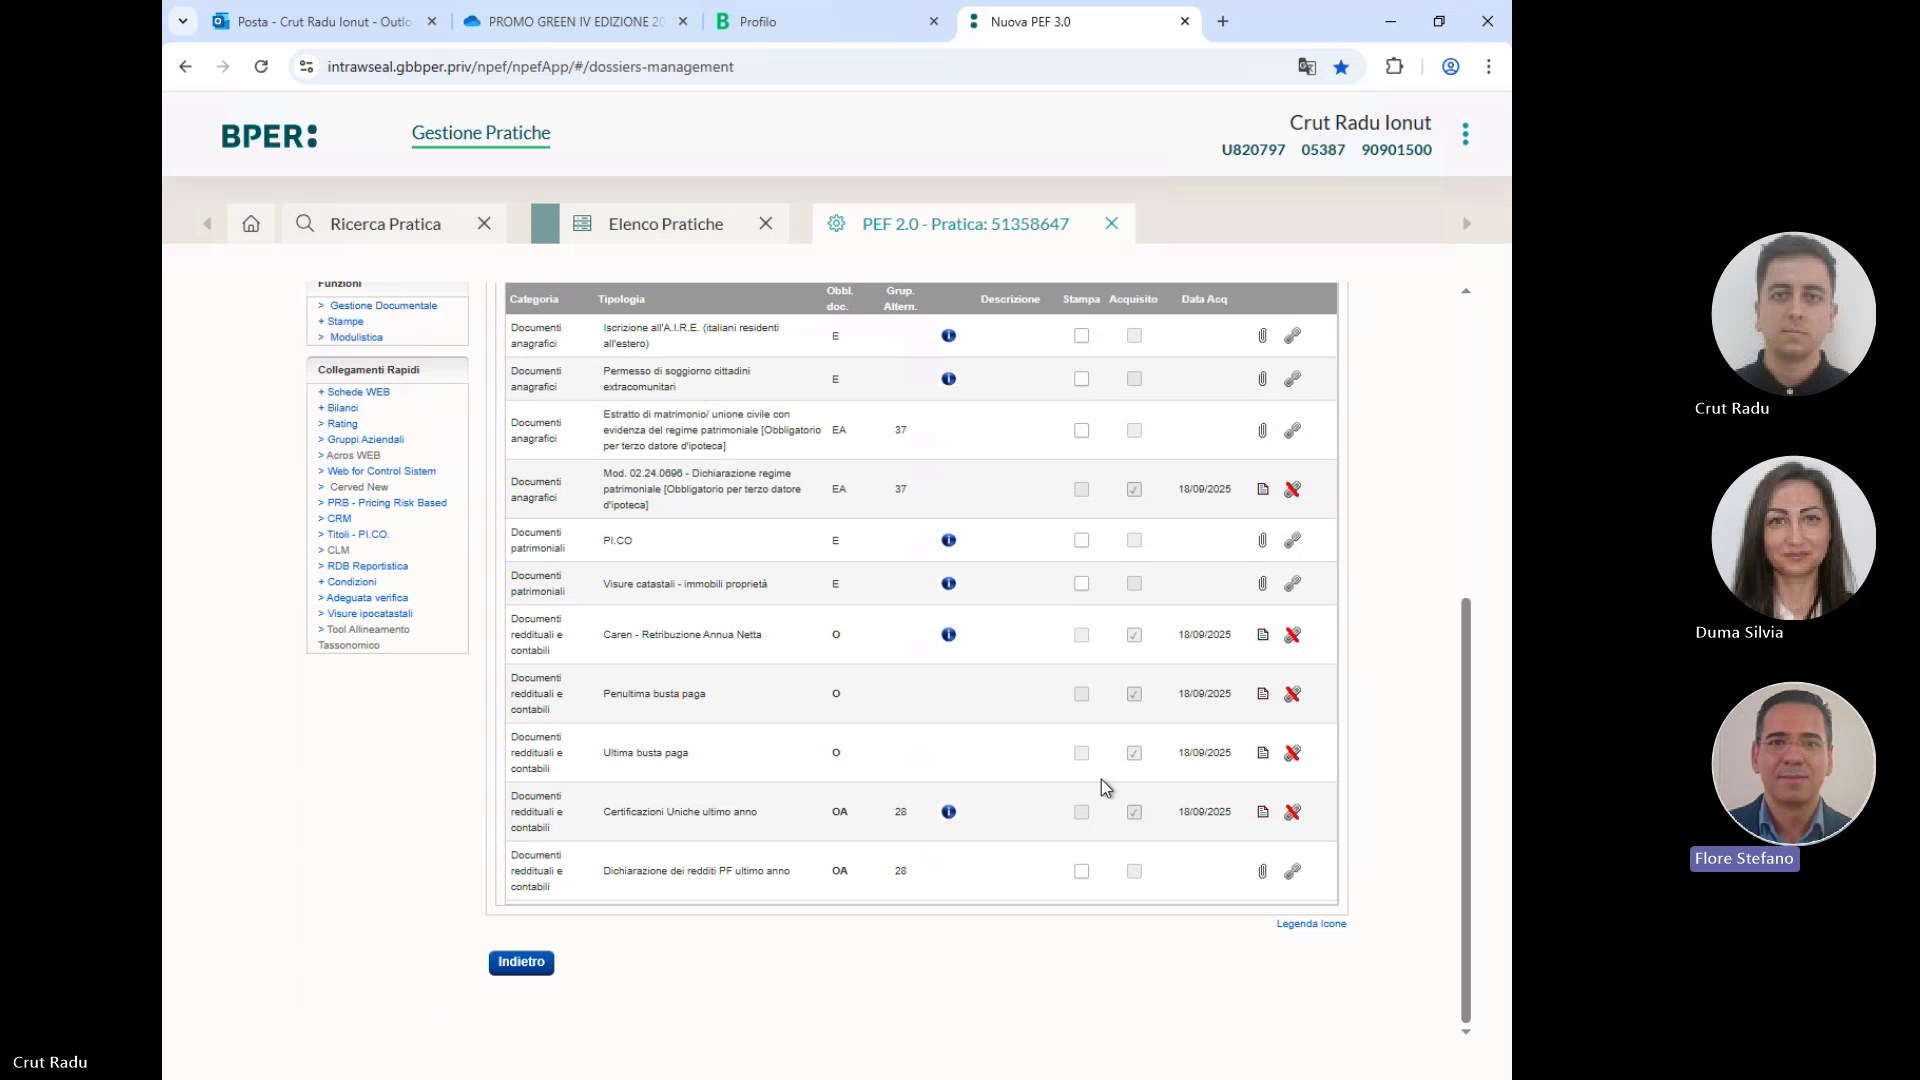 Posta - Crut Radu Ionut - Outlo
PROMO GREEN IV EDIZIONE 20
Profilo
Nuova PEF 3.0
intrawseal.gbbper.priv/npef/npefApp/#/dossiers-management
BPER:
Gestione Pratiche
Crut Radu Ionut
U820797 05387 90901500
Ricerca Pratica
Elenco Pratiche
PEF 2.0 - Pratica: 51358647
Funzioni
> Gestione Documentale
+ Stampe
> Modulistica
Collegamenti Rapidi
+ Schede WEB
+ Bilanci
> Rating
> Gruppi Aziendali
> Acros WEB
> Web for Control Sistem
> Cerved New
> PRB - Pricing Risk Based
> CRM
> Titoli - PI.CO.
> CLM
> RDB Reportistica
+ Condizioni
> Adeguata verifica
> Visure ipocatastali
> Tool Allineamento
Tassonomico
Categoria Tipologia Obbl. doc. Grup. Altern. Descrizione Stampa Acquisito Data Acq
Documenti anagrafici
Iscrizione all'A.I.R.E. (italiani residenti all'estero)
E
Documenti anagrafici
Permesso di soggiorno cittadini extracomunitari
E
Documenti anagrafici
Estratto di matrimonio/ unione civile con evidenza del regime patrimoniale [Obbligatorio per terzo datore d'ipoteca]
EA 37
Documenti anagrafici
Mod. 02.24.0696 - Dichiarazione regime patrimoniale [Obbligatorio per terzo datore d'ipoteca]
EA 37 18/09/2025
Documenti patrimoniali
PI.CO
E
Documenti patrimoniali
Visure catastali - immobili proprietà
E
Documenti reddituali e contabili
Caren - Retribuzione Annua Netta
O 18/09/2025
Documenti reddituali e contabili
Penultima busta paga
O 18/09/2025
Documenti reddituali e contabili
Ultima busta paga
O 18/09/2025
Documenti reddituali e contabili
Certificazioni Uniche ultimo anno
OA 28 18/09/2025
Documenti reddituali e contabili
Dichiarazione dei redditi PF ultimo anno
OA 28
Legenda Icone
Indietro
Crut Radu
Duma Silvia
Flore Stefano
Crut Radu